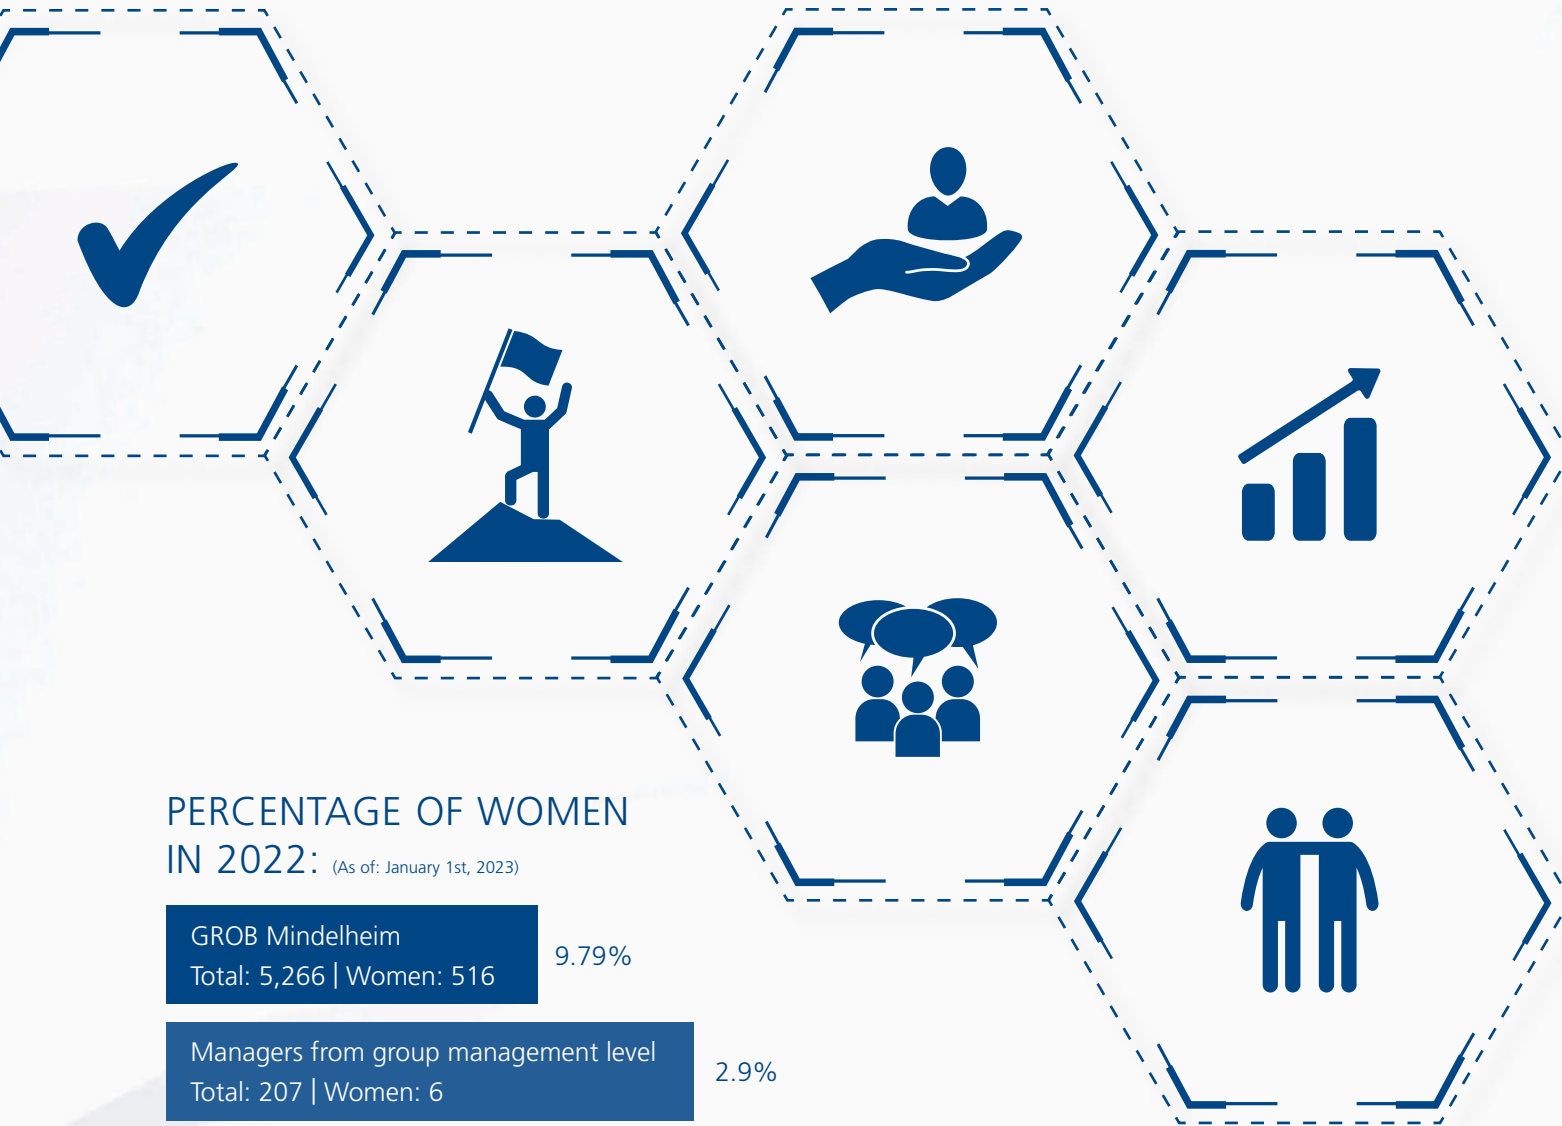 PERCENTAGE OF WOMEN
IN 2022: (As of: January 1st, 2023)
GROB Mindelheim
Total: 5,266 | Women: 516
9.79%
Managers from group management level
Total: 207 | Women: 6
2.9%